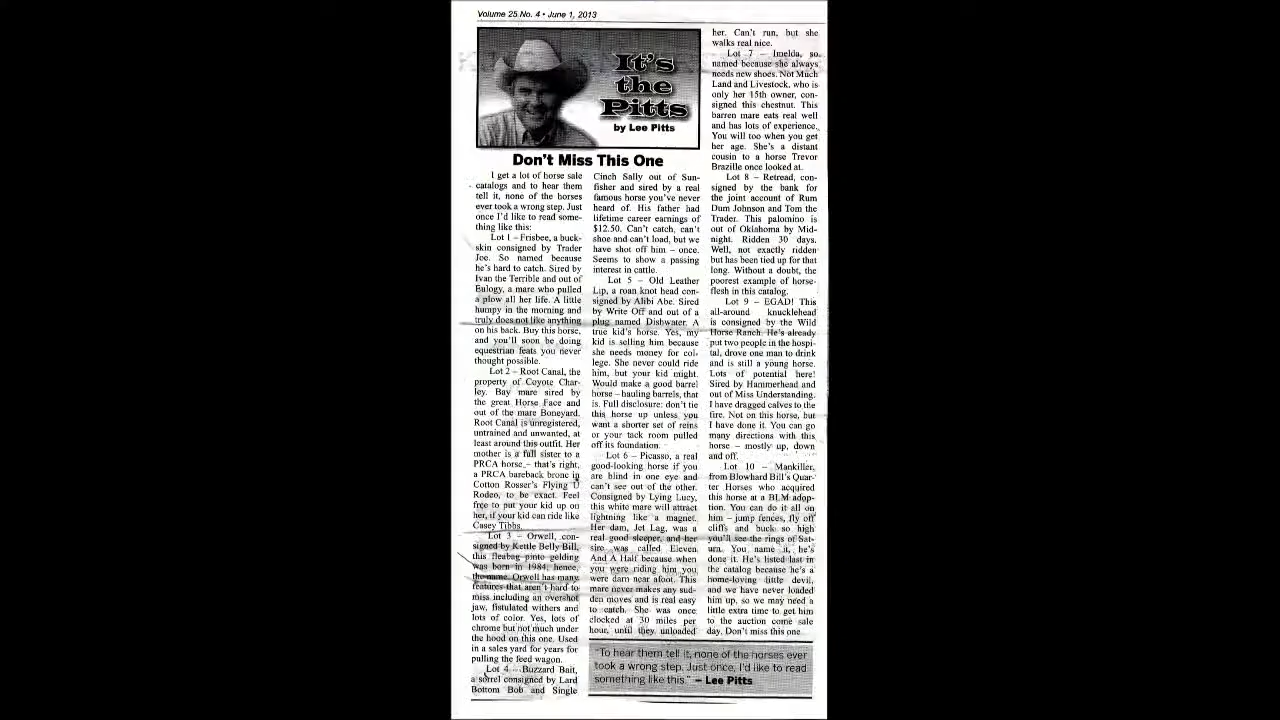 Volume 25 No. 4 • June 1, 2013
It's
the
Pitts
by Lee Pitts
Don't Miss This One
I get a lot of horse sale
catalogs and to hear them
tell it, none of the horses
ever took a wrong step. Just
once I'd like to read some-
thing like this:
Lot 1 – Frisbee, a buck-
skin consigned by Trader
Joe. So named because
he's hard to catch. Sired by
Ivan the Terrible and out of
Eulogy, a mare who pulled
a plow all her life. A little
humpy in the morning and
truly does not like anything
on his back. Buy this horse,
and you'll soon be doing
equestrian feats you never
thought possible.
Lot 2 – Root Canal, the
property of Coyote Char-
ley. Bay mare sired by
the great Horse Face and
out of the mare Boneyard.
Root Canal is unregistered,
untrained and unwanted, at
least around this outfit. Her
mother is a full sister to a
PRCA horse – that's right,
a PRCA bareback bronc in
Cotton Rosser's Flying U
Rodeo, to be exact. Feel
free to put your kid up on
her, if your kid can ride like
Casey Tibbs.
Lot 3 – Orwell, con-
signed by Kettle Belly Bill,
this fleabag pinto gelding
was born in 1984, hence,
the name. Orwell has many
features that aren't hard to
miss including an overshot
jaw, fistulated withers and
lots of color. Yes, lots of
chrome but not much under
the hood on this one. Used
in a sales yard for years for
pulling the feed wagon.
Lot 4 – Buzzard Bait,
a sorrel consigned by Lard
Bottom Bob and Single
Cinch Sally out of Sun-
fisher and sired by a real
famous horse you've never
heard of. His father had
lifetime career earnings of
$12.50. Can't catch, can't
shoe and can't load, but we
have shot off him – once.
Seems to show a passing
interest in cattle.
Lot 5 – Old Leather
Lip, a roan knot head con-
signed by Alibi Abe. Sired
by Write Off and out of a
plug named Dishwater. A
true kid's horse. Yes, my
kid is selling him because
she needs money for col-
lege. She never could ride
him, but your kid might.
Would make a good barrel
horse – hauling barrels, that
is. Full disclosure: don't tie
this horse up unless you
want a shorter set of reins
or your tack room pulled
off its foundation.
Lot 6 – Picasso, a real
good-looking horse if you
are blind in one eye and
can't see out of the other.
Consigned by Lying Lucy,
this white mare will attract
lightning like a magnet.
Her dam, Jet Lag, was a
real good sleeper, and her
sire was called Eleven
And A Half because when
you were riding him you
were darn near afoot. This
mare never makes any sud-
den moves and is real easy
to catch. She was once
clocked at 30 miles per
hour, until they unloaded
her. Can't run, but she
walks real nice.
Lot 7 – Imelda, so
named because she always
needs new shoes. Not Much
Land and Livestock, who is
only her 15th owner, con-
signed this chestnut. This
barren mare eats real well
and has lots of experience.
You will too when you get
her age. She's a distant
cousin to a horse Trevor
Brazille once looked at.
Lot 8 – Retread, con-
signed by the bank for
the joint account of Rum
Dum Johnson and Tom the
Trader. This palomino is
out of Oklahoma by Mid-
night. Ridden 30 days.
Well, not exactly ridden
but has been tied up for that
long. Without a doubt, the
poorest example of horse-
flesh in this catalog.
Lot 9 – EGAD! This
all-around knucklehead
is consigned by the Wild
Horse Ranch. He's already
put two people in the hospi-
tal, drove one man to drink
and is still a young horse.
Lots of potential here!
Sired by Hammerhead and
out of Miss Understanding.
I have dragged calves to the
fire. Not on this horse, but
I have done it. You can go
many directions with this
horse – mostly up, down
and off.
Lot 10 – Mankiller,
from Blowhard Bill's Quar-
ter Horses who acquired
this horse at a BLM adop-
tion. You can do it all on
him – jump fences, fly off
cliffs and buck so high
you'll see the rings of Sat-
urn. You name it, he's
done it. He's listed last in
the catalog because he's a
home-loving little devil,
and we have never loaded
him up, so we may need a
little extra time to get him
to the auction come sale
day. Don't miss this one.
"To hear them tell it, none of the horses ever
took a wrong step. Just once, I'd like to read
something like this." – Lee Pitts